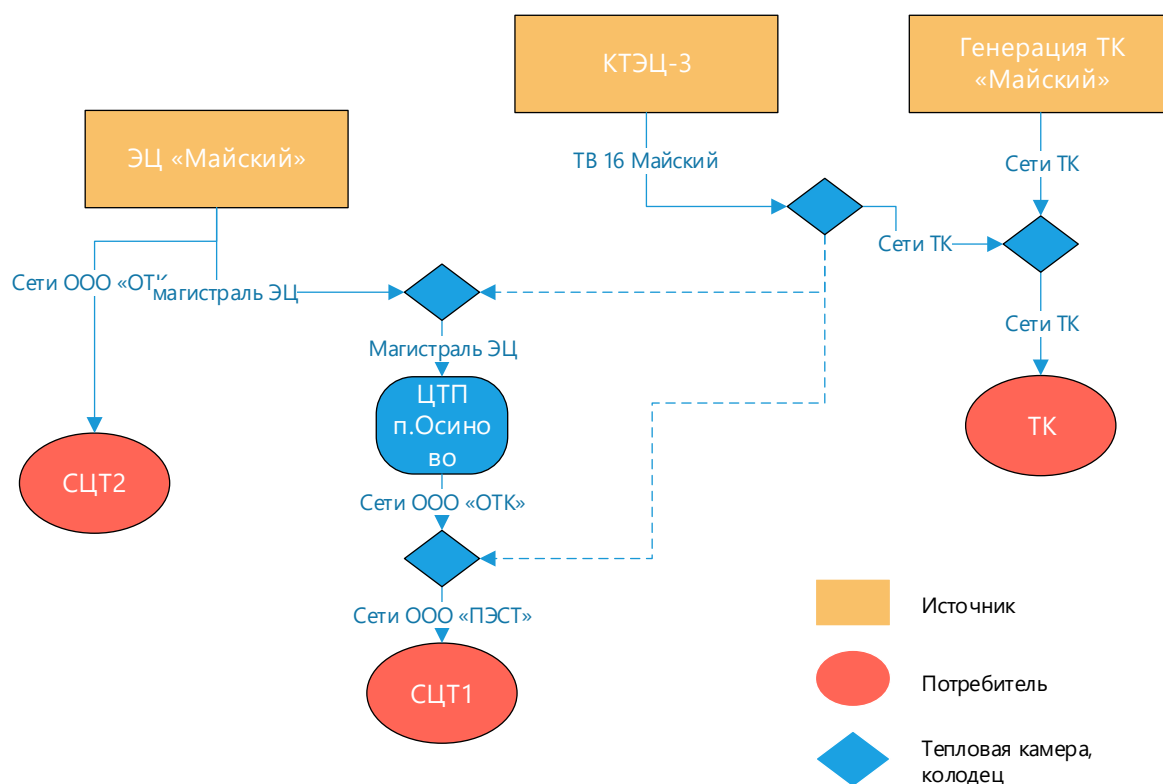 КТЭЦ-3
Генерация ТК
«Майский»
ЭЦ «Майский»
ТВ 16 Майский
Сети ТК
Сети ТК
Сети ООО «ОТК
магистраль ЭЦ
Сети ТК
Магистраль ЭЦ
ЦТП
п.Осино
во
ТК
СЦТ2
Сети ООО «ОТК»
Сети ООО «ПЭСТ»
Источник
СЦТ1
Потребитель
Тепловая камера,
колодец